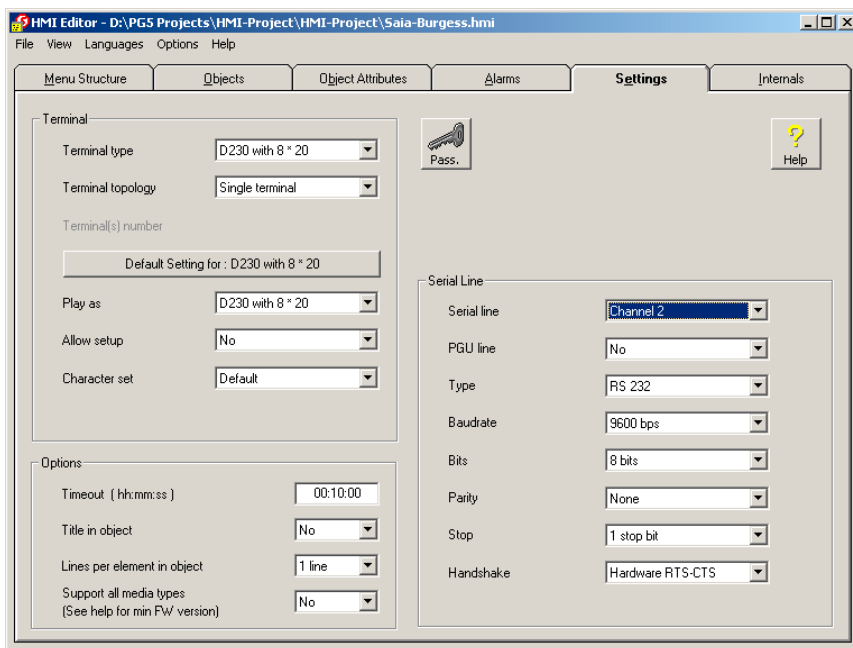 HMI Editor - D:\PG5 Projects\HMI-Project\HMI-Project\Saia-Burgess.hmi
File View Languages Options Help
Menu Structure Objects Object Attributes Alarms Settings Internals
Terminal
Terminal type D230 with 8 * 20
Terminal topology Single terminal
Terminal(s) number
Default Setting for : D230 with 8 * 20
Play as D230 with 8 * 20
Allow setup No
Character set Default
Options
Timeout ( hh:mm:ss ) 00:10:00
Title in object No
Lines per element in object 1 line
Support all media types
(See help for min FW version) No
Pass.
? Help
Serial Line
Serial line Channel 2
PGU line No
Type RS 232
Baudrate 9600 bps
Bits 8 bits
Parity None
Stop 1 stop bit
Handshake Hardware RTS-CTS